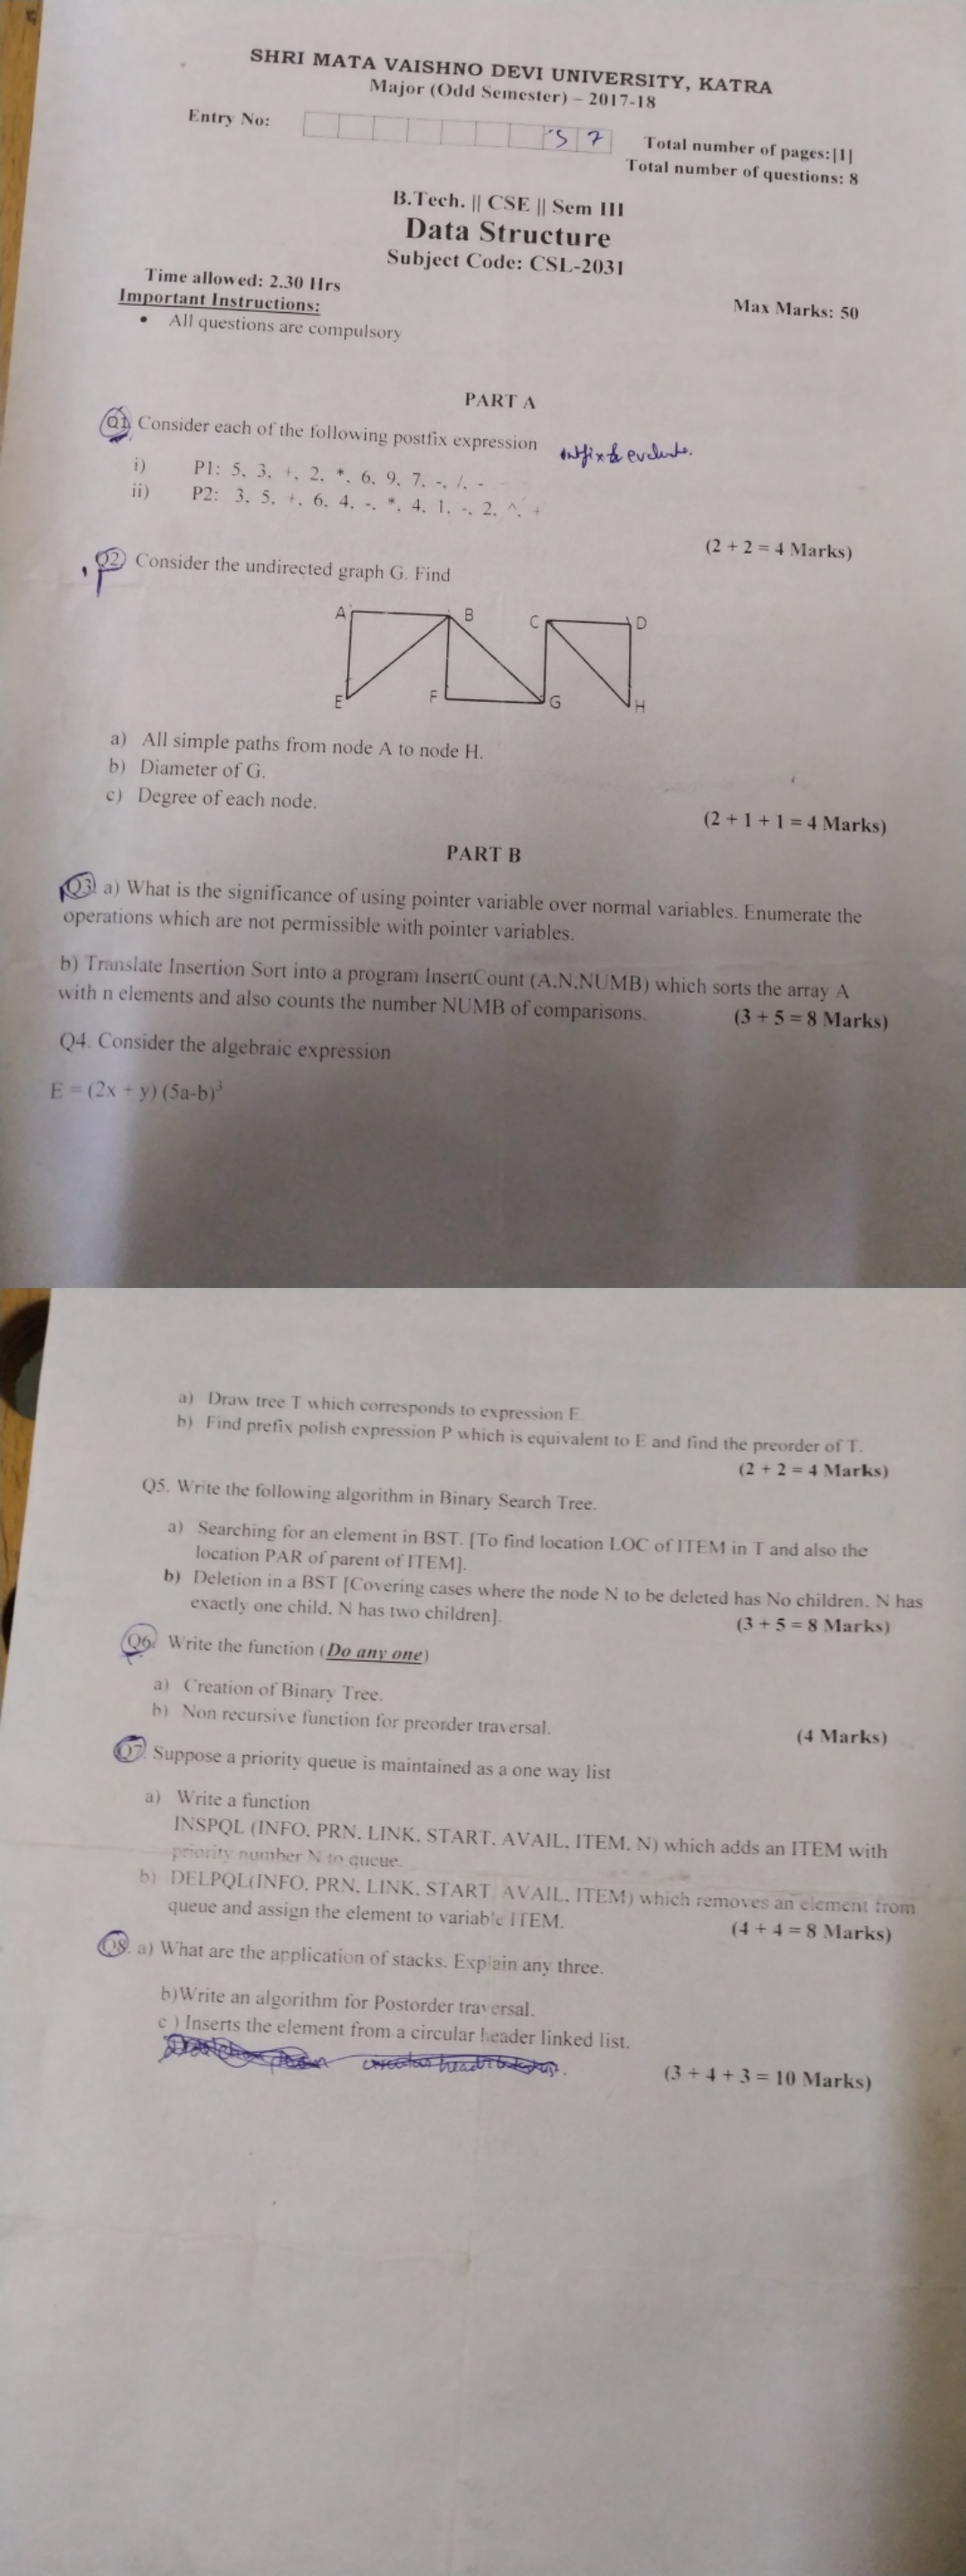 SHRI MATA VAISHNO DEVI UNIVERSITY, KATRA
Major (Odd Semester) – 2017-18
Entry No: 5 7
Total number of pages:[1]
Total number of questions: 8
B.Tech. || CSE || Sem III
Data Structure
Subject Code: CSL-2031
Time allowed: 2.30 Hrs
Max Marks: 50
Important Instructions:
• All questions are compulsory
PART A
Q1. Consider each of the following postfix expression infix & evaluate.
i) P1: 5, 3, +, 2, *, 6, 9, 7, -, /, -
ii) P2: 3, 5, +, 6, 4, -, *, 4, 1, -, 2, ^, +
(2 + 2 = 4 Marks)
Q2. Consider the undirected graph G. Find
A B C D
E F G H
a) All simple paths from node A to node H.
b) Diameter of G.
c) Degree of each node.
(2 + 1 + 1 = 4 Marks)
PART B
Q3. a) What is the significance of using pointer variable over normal variables. Enumerate the
operations which are not permissible with pointer variables.
b) Translate Insertion Sort into a program InsertCount (A,N,NUMB) which sorts the array A
with n elements and also counts the number NUMB of comparisons. (3 + 5 = 8 Marks)
Q4. Consider the algebraic expression
E = (2x + y) (5a-b)³
a) Draw tree T which corresponds to expression E.
b) Find prefix polish expression P which is equivalent to E and find the preorder of T.
(2 + 2 = 4 Marks)
Q5. Write the following algorithm in Binary Search Tree.
a) Searching for an element in BST. [To find location LOC of ITEM in T and also the
location PAR of parent of ITEM].
b) Deletion in a BST [Covering cases where the node N to be deleted has No children, N has
exactly one child, N has two children]. (3 + 5 = 8 Marks)
Q6. Write the function (Do any one)
a) Creation of Binary Tree.
b) Non recursive function for preorder traversal.
(4 Marks)
Q7. Suppose a priority queue is maintained as a one way list
a) Write a function
INSPQL (INFO, PRN, LINK, START, AVAIL, ITEM, N) which adds an ITEM with
priority number N to queue.
b) DELPQL(INFO, PRN, LINK, START, AVAIL, ITEM) which removes an element from
queue and assign the element to variable ITEM. (4 + 4 = 8 Marks)
Q8. a) What are the application of stacks. Explain any three.
b)Write an algorithm for Postorder traversal.
c ) Inserts the element from a circular header linked list.
(3 + 4 + 3 = 10 Marks)